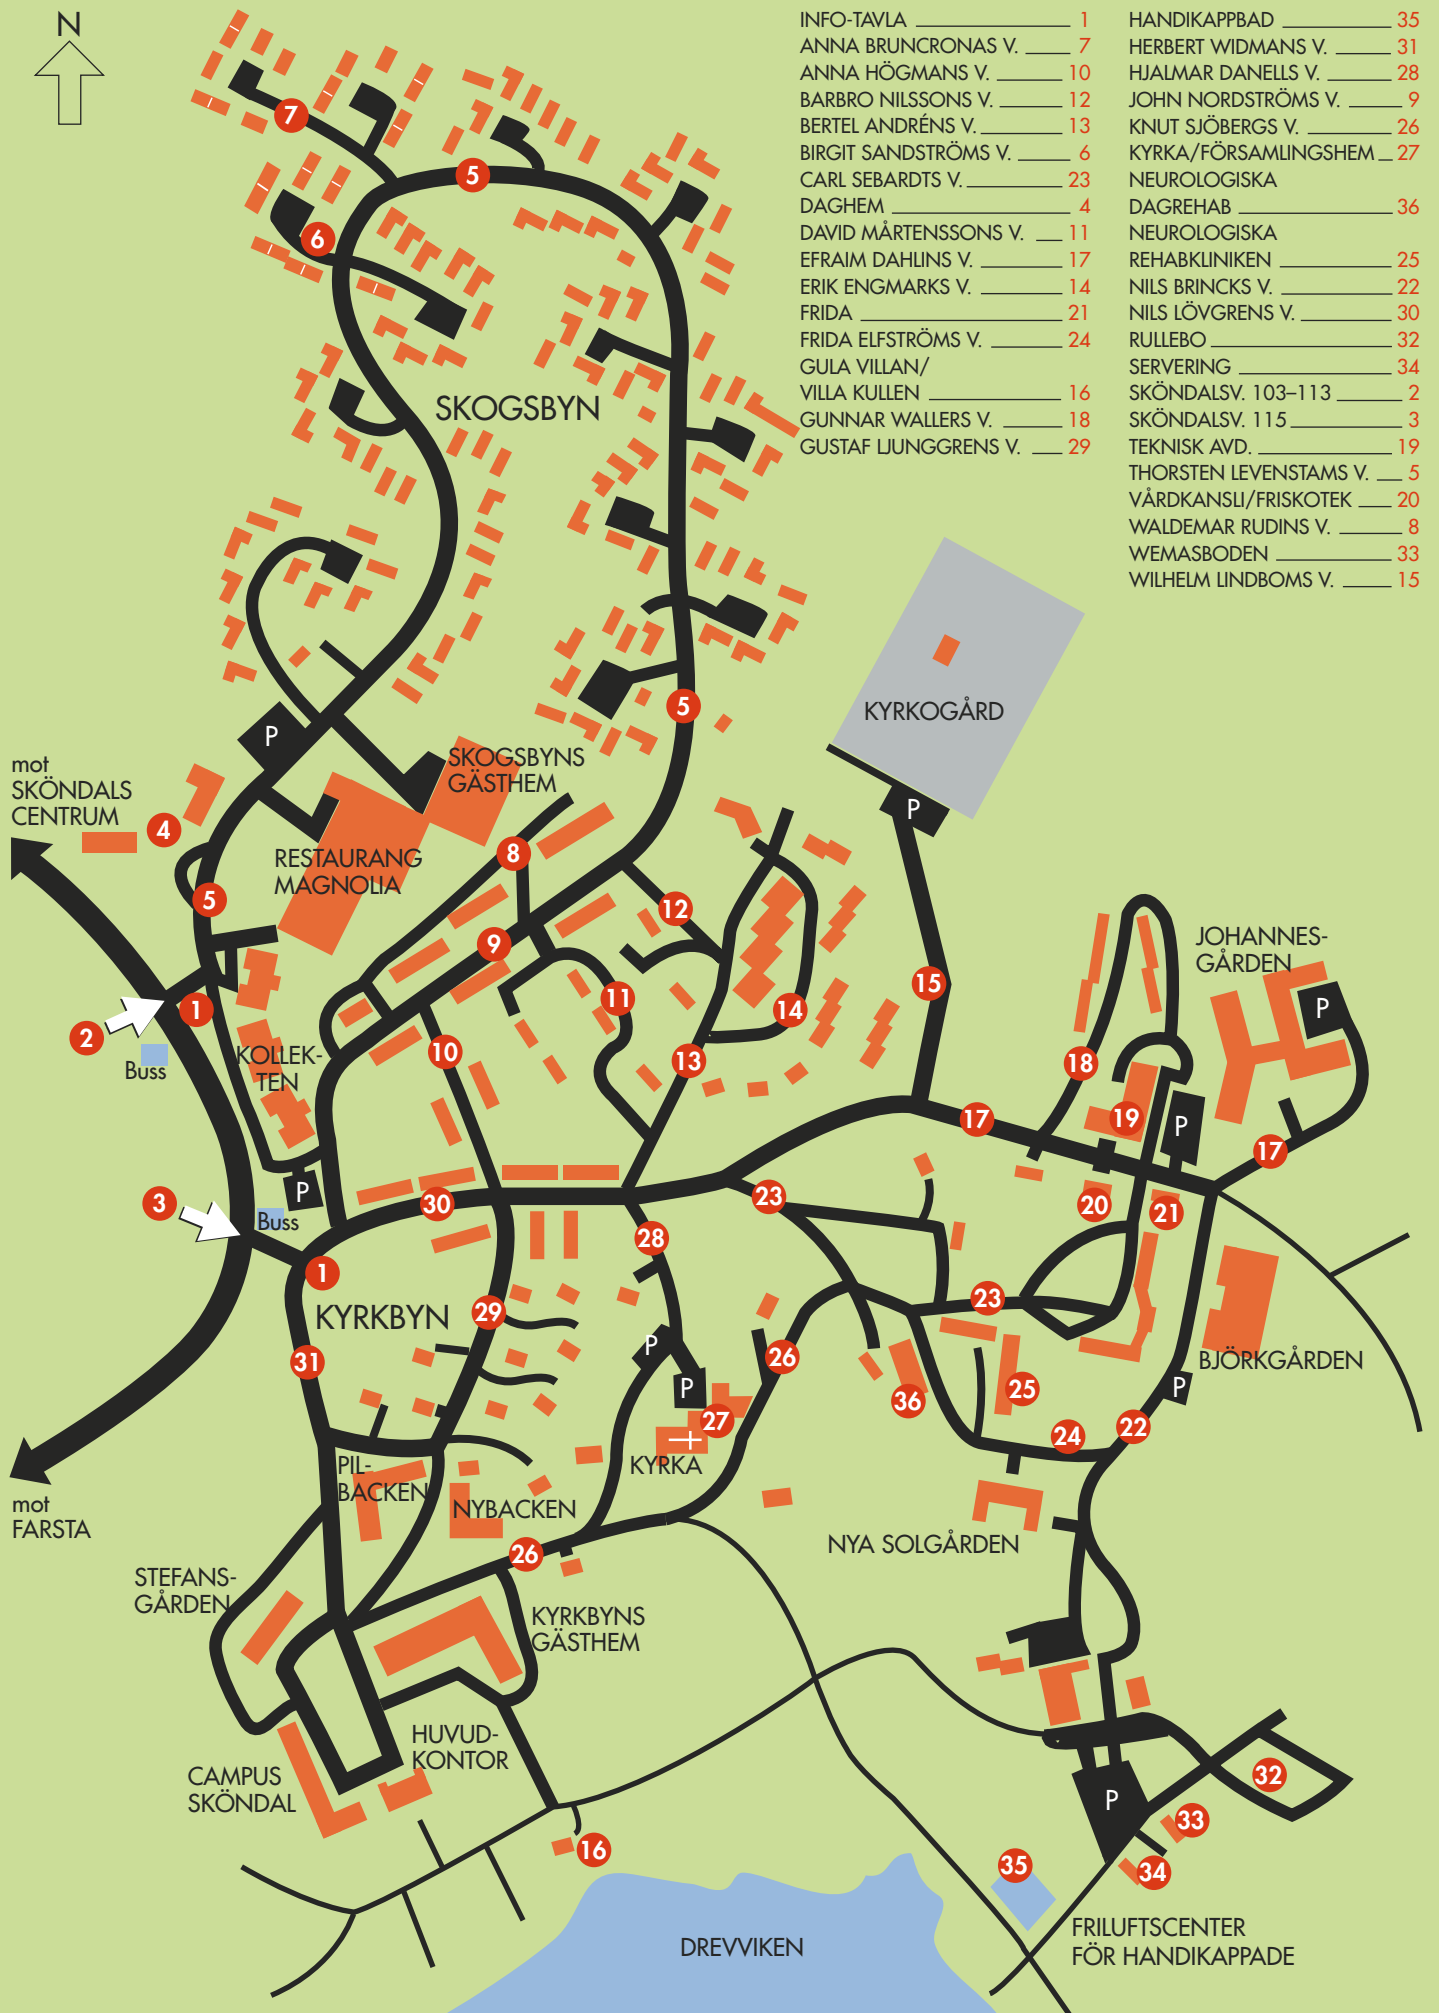 N
INFO-TAVLA 1
ANNA BRUNCRONAS V. 7
ANNA HÖGMANS V. 10
BARBRO NILSSONS V. 12
BERTEL ANDRÉNS V. 13
BIRGIT SANDSTRÖMS V. 6
CARL SEBARDTS V. 23
DAGHEM 4
DAVID MÅRTENSSONS V. 11
EFRAIM DAHLINS V. 17
ERIK ENGMARKS V. 14
FRIDA 21
FRIDA ELFSTRÖMS V. 24
GULA VILLAN/
VILLA KULLEN 16
GUNNAR WALLERS V. 18
GUSTAF LJUNGGRENS V. 29
HANDIKAPPBAD 35
HERBERT WIDMANS V. 31
HJALMAR DANELLS V. 28
JOHN NORDSTRÖMS V. 9
KNUT SJÖBERGS V. 26
KYRKA/FÖRSAMLINGSHEM 27
NEUROLOGISKA
DAGREHAB 36
NEUROLOGISKA
REHABKLINIKEN 25
NILS BRINCKS V. 22
NILS LÖVGRENS V. 30
RULLEBO 32
SERVERING 34
SKÖNDALSV. 103–113 2
SKÖNDALSV. 115 3
TEKNISK AVD. 19
THORSTEN LEVENSTAMS V. 5
VÅRDKANSLI/FRISKOTEK 20
WALDEMAR RUDINS V. 8
WEMASBODEN 33
WILHELM LINDBOMS V. 15
7
5
6
SKOGSBYN
5
KYRKOGÅRD
P
P
mot
SKÖNDALS
CENTRUM
SKOGSBYNS
GÄSTHEM
4
RESTAURANG
MAGNOLIA
8
5
12
9
15
JOHANNES-
GÅRDEN
P
11
14
1
2
Buss
KOLLEK-
TEN
10
13
18
17
19
P
17
P
3
Buss
30
23
20
21
28
1
KYRKBYN
29
23
31
P
26
BJÖRKGÅRDEN
P
P
25
36
27
22
24
KYRKA
mot
FARSTA
PIL-
BACKEN
NYBACKEN
26
NYA SOLGÅRDEN
STEFANS-
GÅRDEN
KYRKBYNS
GÄSTHEM
HUVUD-
KONTOR
CAMPUS
SKÖNDAL
32
P
33
16
35
34
DREVVIKEN
FRILUFTSCENTER
FÖR HANDIKAPPADE